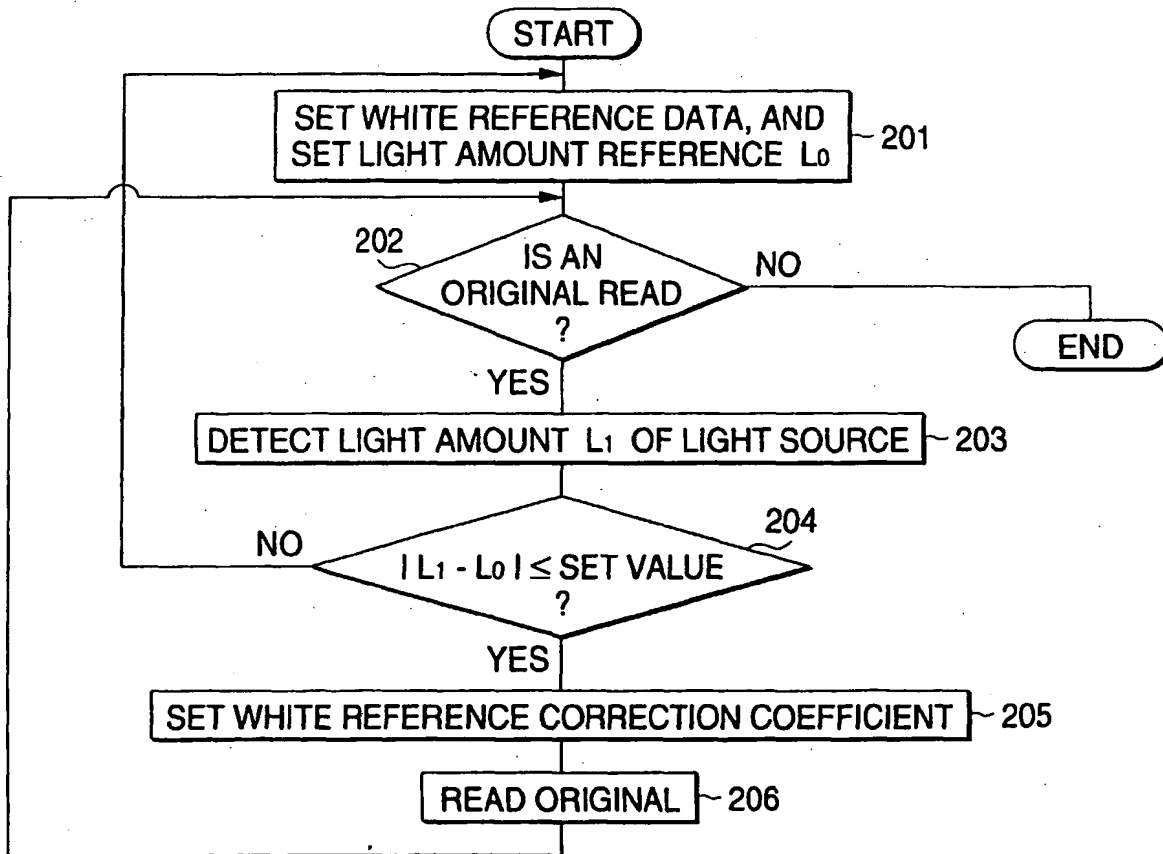 START
SET WHITE REFERENCE DATA, AND
SET LIGHT AMOUNT REFERENCE L0
201
202
IS AN
ORIGINAL READ
?
NO
END
YES
DETECT LIGHT AMOUNT L1 OF LIGHT SOURCE
203
204
NO
| L1 - L0 | ≤ SET VALUE
?
YES
SET WHITE REFERENCE CORRECTION COEFFICIENT
205
READ ORIGINAL
206